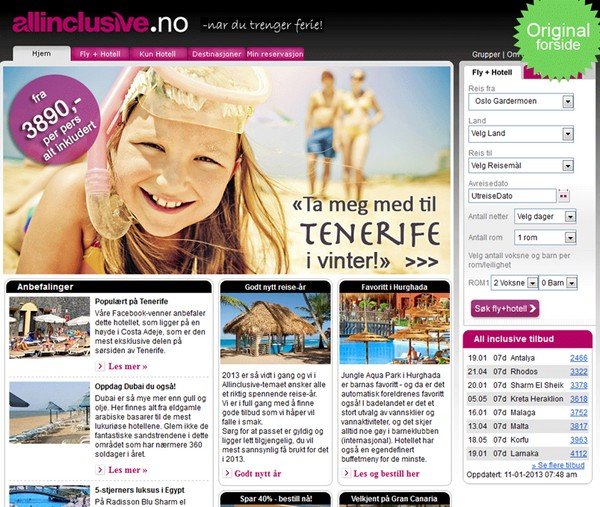 allinclusive.no
-når du trenger ferie!
Original
forside
Hjem
Fly + Hotell
Kun Hotell
Destinasjoner
Min reservasjon
Grupper | Om
fra
3890,-
per pers
alt inkludert
«Ta meg med til
TENERIFE
i vinter!» >>>
Fly + Hotell
Reis fra
Oslo Gardermoen
Land
Velg Land
Reis til
Velg Reisemål
Avreisedato
UtreiseDato
Antall netter
Velg dager
Antall rom
1 rom
Velg antall voksne og barn per
rom/leilighet
ROM1
2 Voksne
0 Barn
Søk fly+hotell
Anbefalinger
Populært på Tenerife
Våre Facebook-venner anbefaler
dette hotellet, som ligger på en
høyde i Costa Adeje, som er den
mest eksklusive delen på
sørsiden av Tenerife.
Les mer »
Oppdag Dubai du også!
Dubai er så mye mer enn gull og
olje. Her finnes alt fra eldgamle
arabiske basarer til de mest
luksuriøse hotellene. Glem ikke de
fantastiske sandstrendene i dette
området som har nærmere 360
soldager i året.
Les mer »
5-stjerners luksus i Egypt
På Radisson Blu Sharm el
Godt nytt reise-år
2013 er så vidt i gang og vi i
Allinclusive-temaet ønsker alle
et riktig spennende reise-år.
Vi er i full gang med å finne
gode tilbud som vi håper vil
falle i smak.
Sørg for at passet er gyldig og
ligger lett tilgjengelig, du vil
mest sannsynlig få brukt for det
i 2013.
Godt nytt år
Spar 40% - bestill nå!
Favoritt i Hurghada
Jungle Aqua Park i Hurghada
er barnas favoritt - og da er det
automatisk foreldrenes favoritt
også! I badelandet er det et
stort utvalg av vannsklier og
vannaktiviteter, og det skjer
alltid noe gøy i barneklubben
(internasjonal). Hotellet har
også en egendefinert
buffetmeny for de minste.
Les og bestill her
Velkjent på Gran Canaria
All inclusive tilbud
19.01 07d Antalya 2466
21.04 07d Rhodos 3322
20.02 07d Sharm El Sheik 3378
05.05 07d Kreta Heraklion 3618
16.01 07d Malaga 3752
13.04 07d Malta 3817
18.05 07d Korfu 3963
19.01 07d Larnaka 4112
» Se flere tilbud
Oppdatert: 11-01-2013 07:48 am